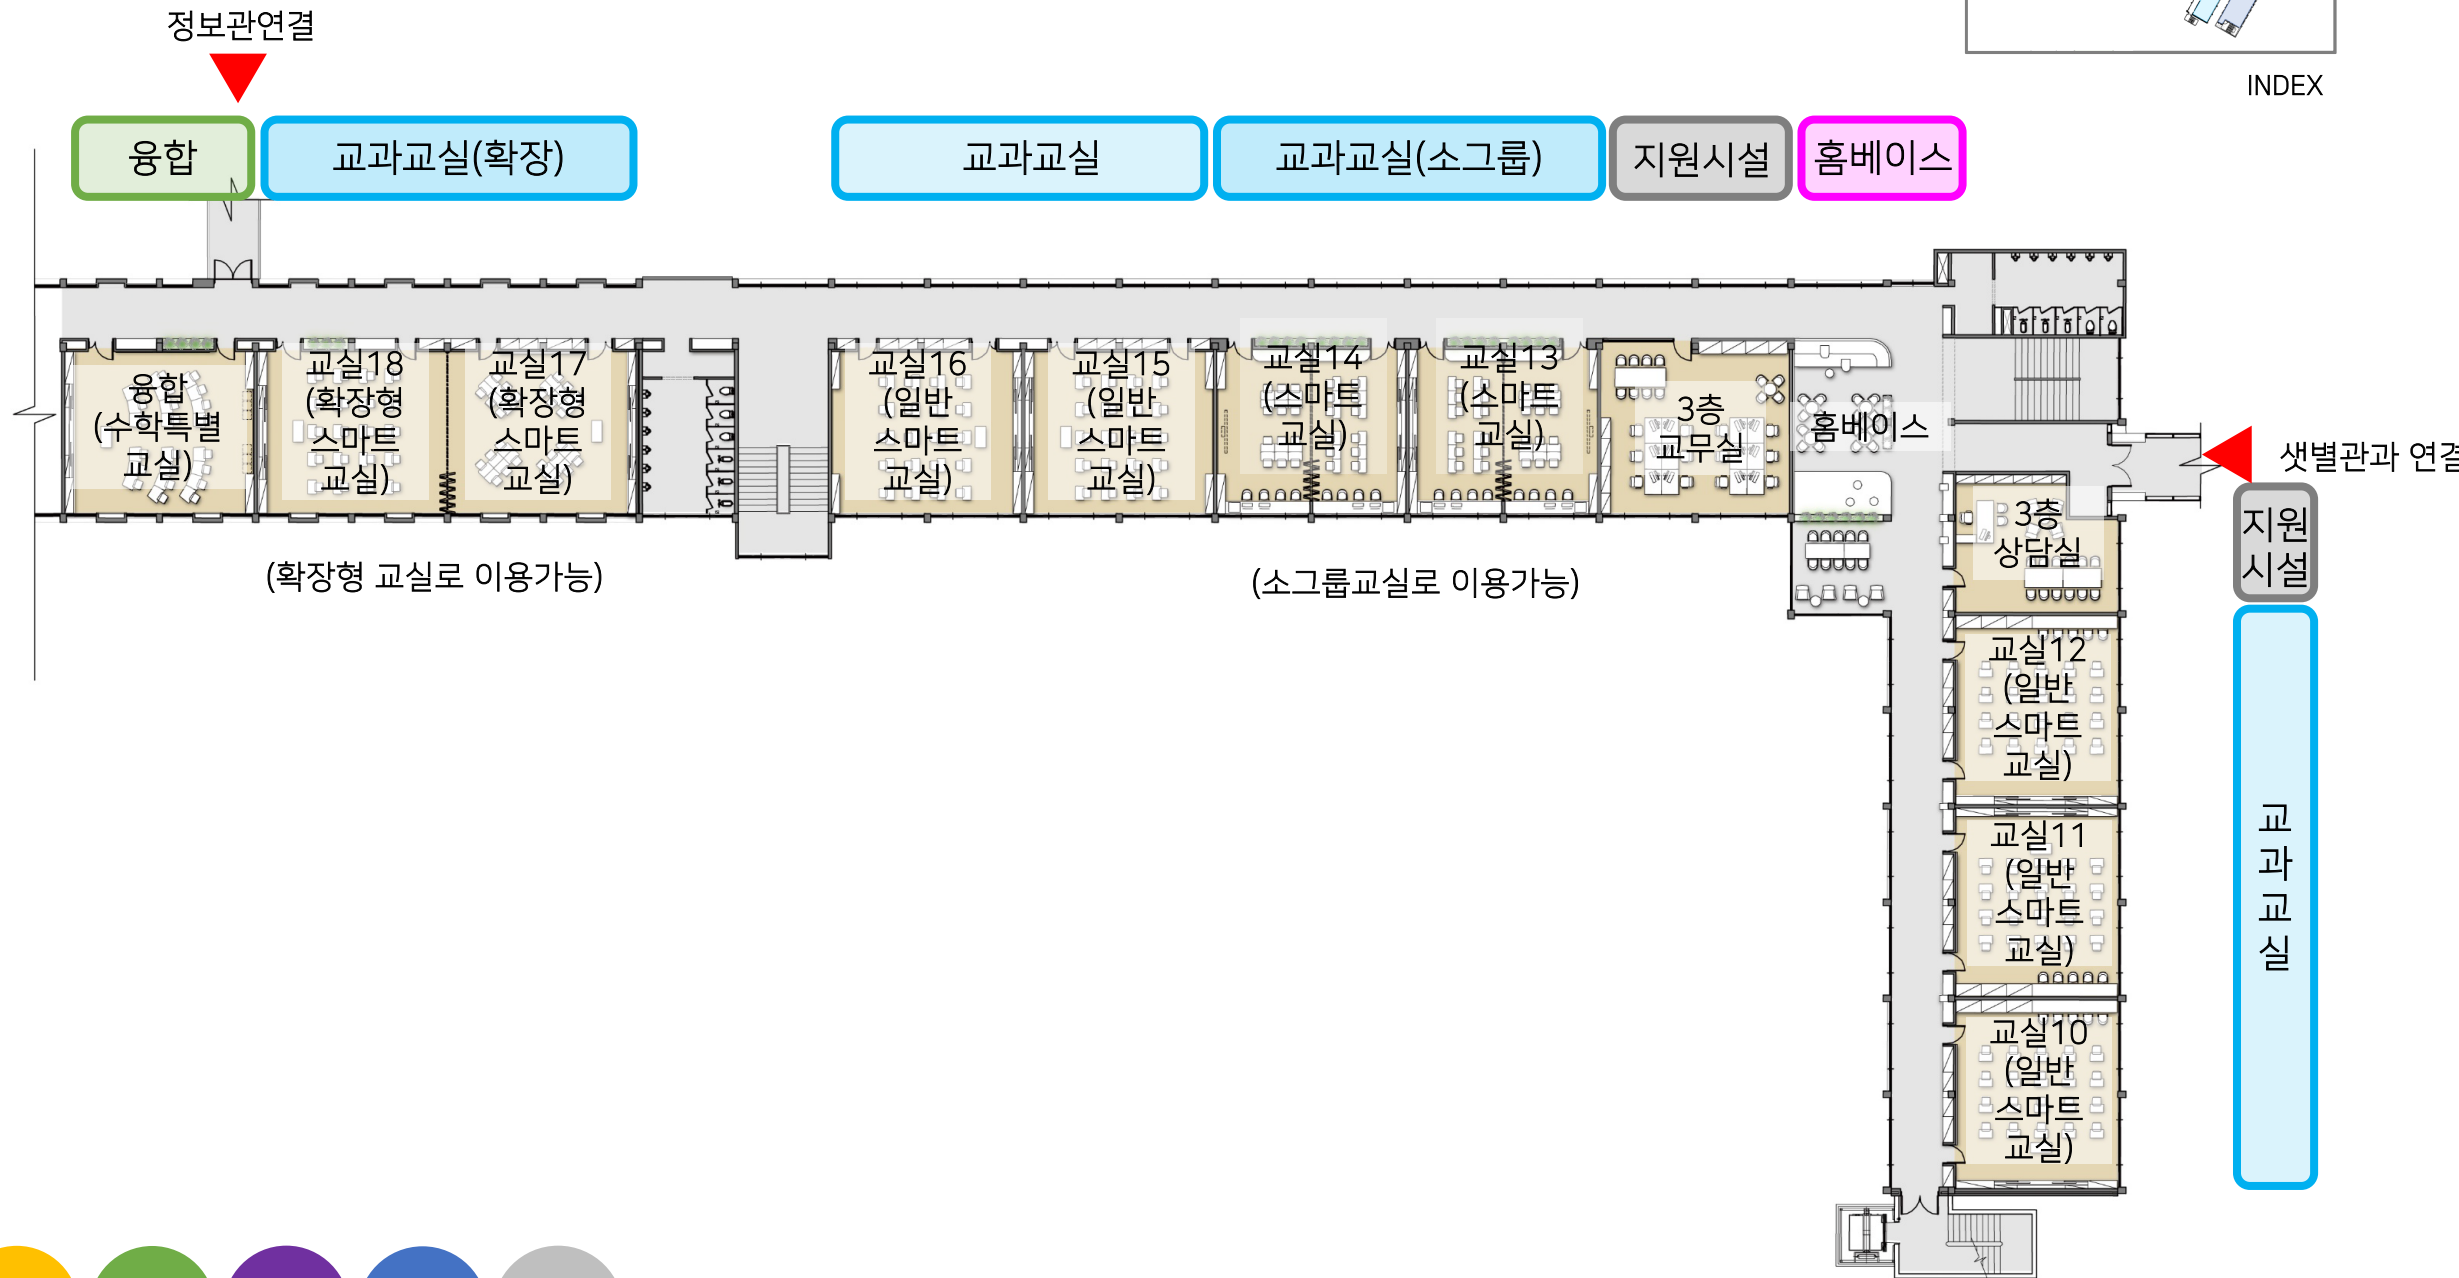 정보관연결
INDEX
융합
교과교실(확장)
교과교실
교과교실(소그룹)
지원시설
홈베이스
융합
(수학특별
교실)
교실18
(확장형
스마트
교실)
교실17
(확장형
스마트
교실)
교실16
(일반
스마트
교실)
교실15
(일반
스마트
교실)
교실14
(스마트
교실)
교실13
(스마트
교실)
3층
교무실
홈베이스
샛별관과 연결
(확장형 교실로 이용가능)
(소그룹교실로 이용가능)
3층
상담실
지원
시설
교실12
(일반
스마트
교실)
교실11
(일반
스마트
교실)
교실10
(일반
스마트
교실)
교
과
교
실